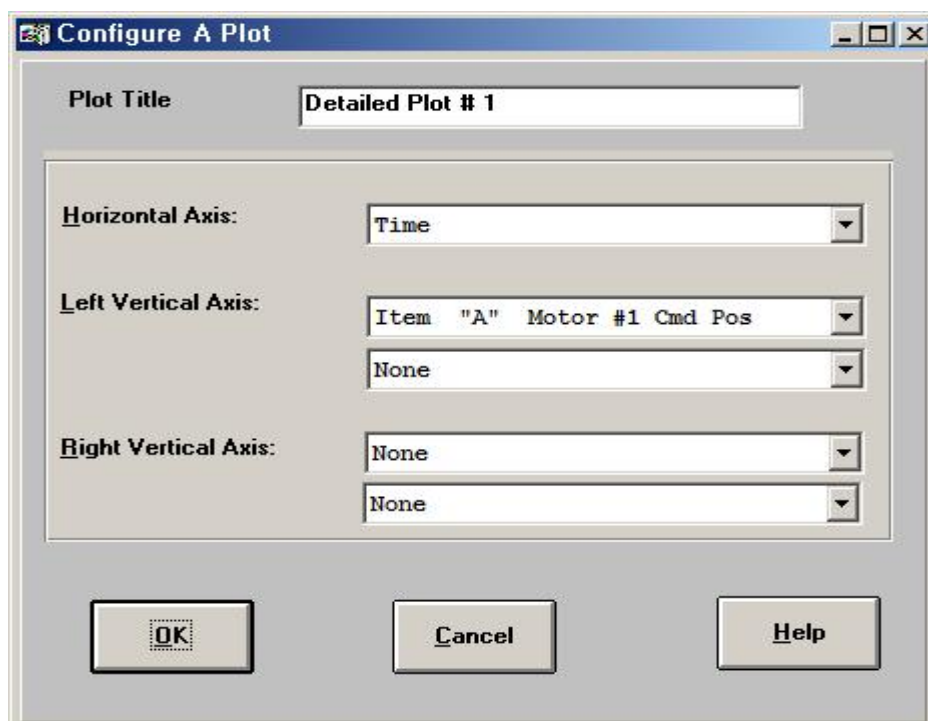 Configure A Plot
Plot Title
Detailed Plot # 1
Horizontal Axis:
Time
Left Vertical Axis:
Item "A" Motor #1 Cmd Pos
None
Right Vertical Axis:
None
None
OK
Cancel
Help